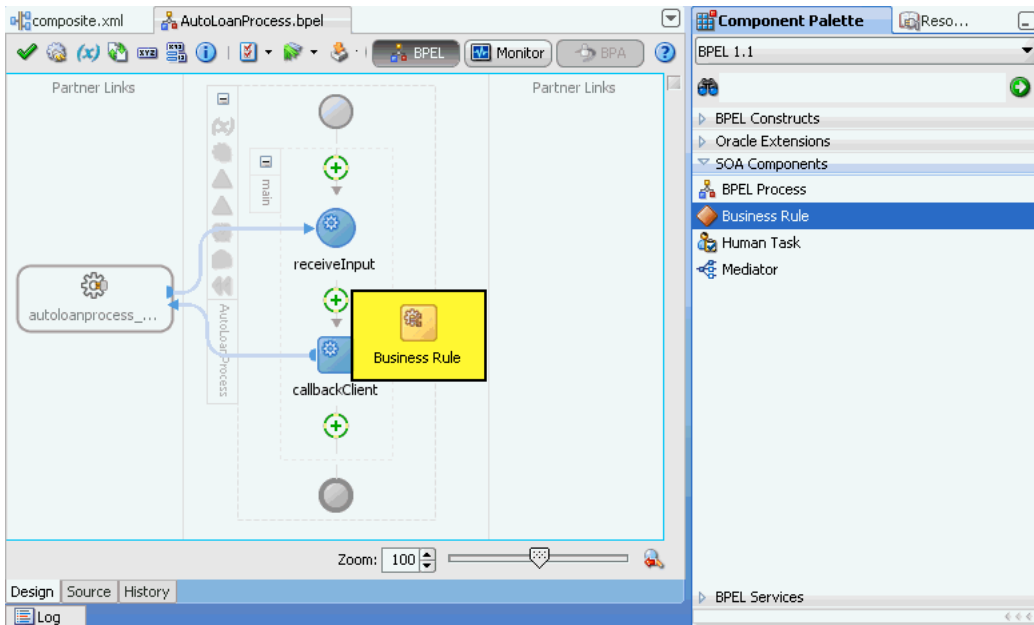 composite.xml
AutoLoanProcess.bpel
BPEL
Monitor
BPA
Partner Links
Partner Links
main
receiveInput
autoloanprocess_...
AutoLoanProcess
Business Rule
callbackClient
Zoom: 100
Design Source History
Log
Component Palette
Reso...
BPEL 1.1
BPEL Constructs
Oracle Extensions
SOA Components
BPEL Process
Business Rule
Human Task
Mediator
BPEL Services